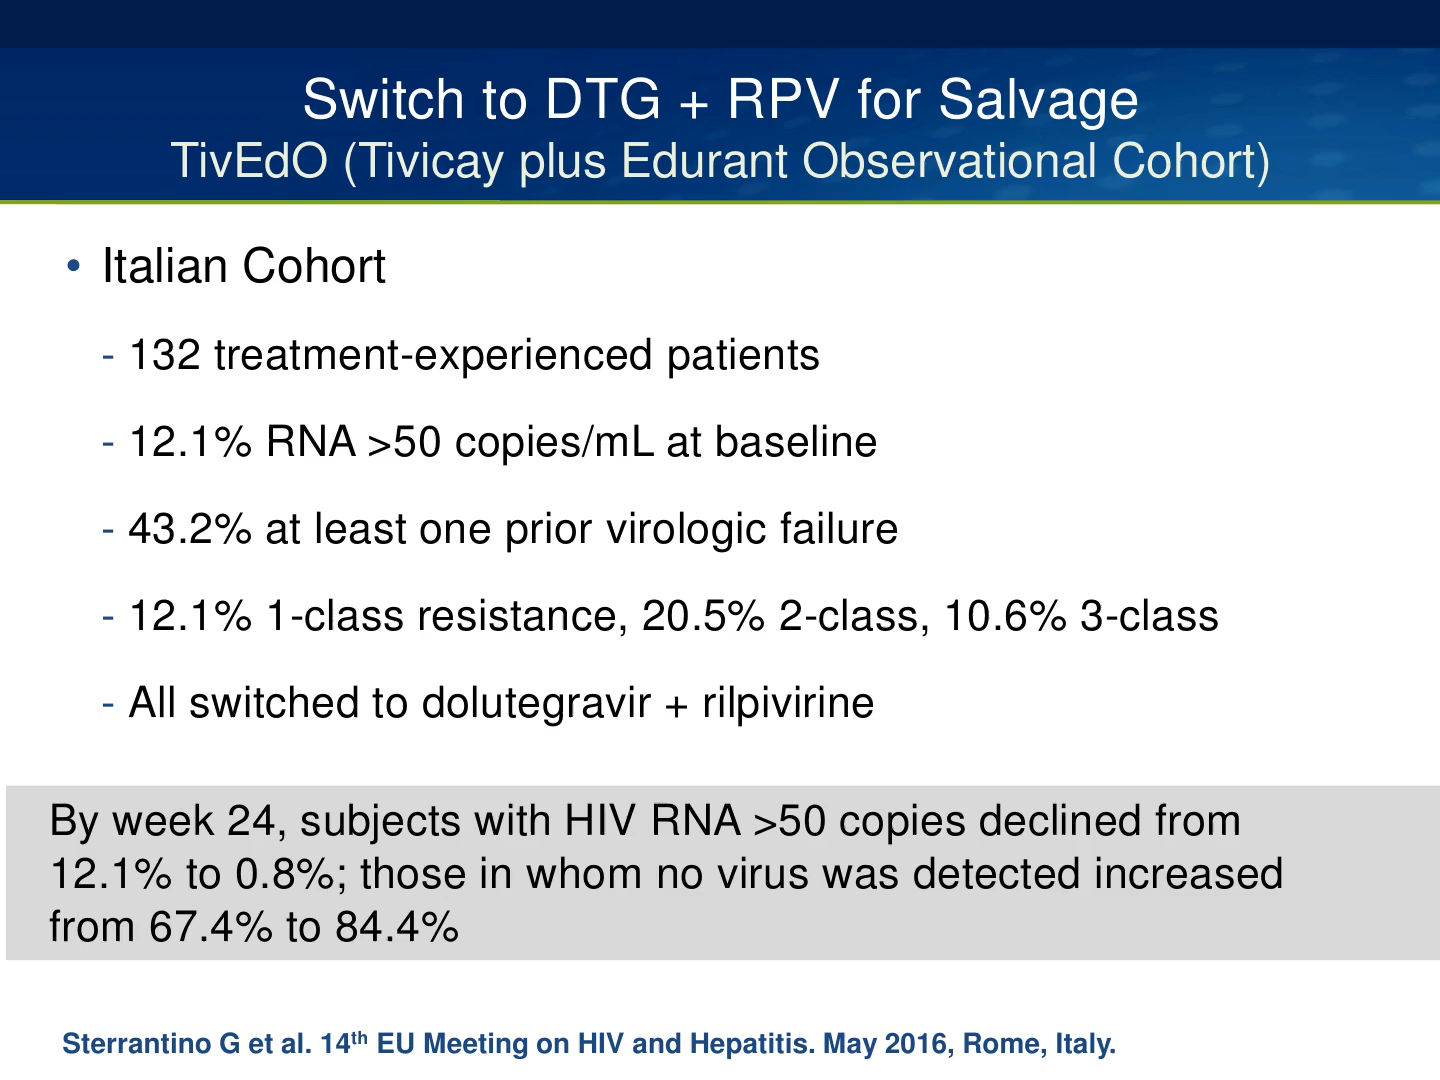 Switch to DTG + RPV for Salvage
TivEdO (Tivicay plus Edurant Observational Cohort)
• Italian Cohort
- 132 treatment-experienced patients
- 12.1% RNA >50 copies/mL at baseline
- 43.2% at least one prior virologic failure
- 12.1% 1-class resistance, 20.5% 2-class, 10.6% 3-class
- All switched to dolutegravir + rilpivirine
By week 24, subjects with HIV RNA >50 copies declined from
12.1% to 0.8%; those in whom no virus was detected increased
from 67.4% to 84.4%
Sterrantino G et al. 14th EU Meeting on HIV and Hepatitis. May 2016, Rome, Italy.